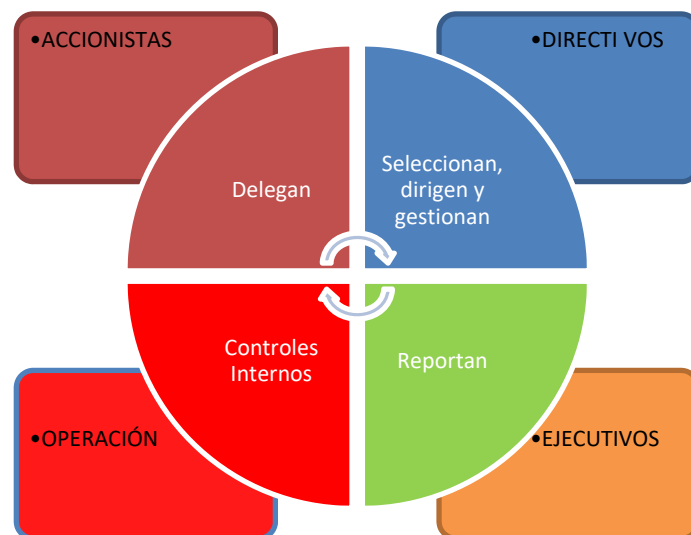 •ACCIONISTAS
•DIRECTI VOS
Delegan
Seleccionan,
dirigen y
gestionan
Controles
Internos
Reportan
•OPERACIÓN
•EJECUTIVOS